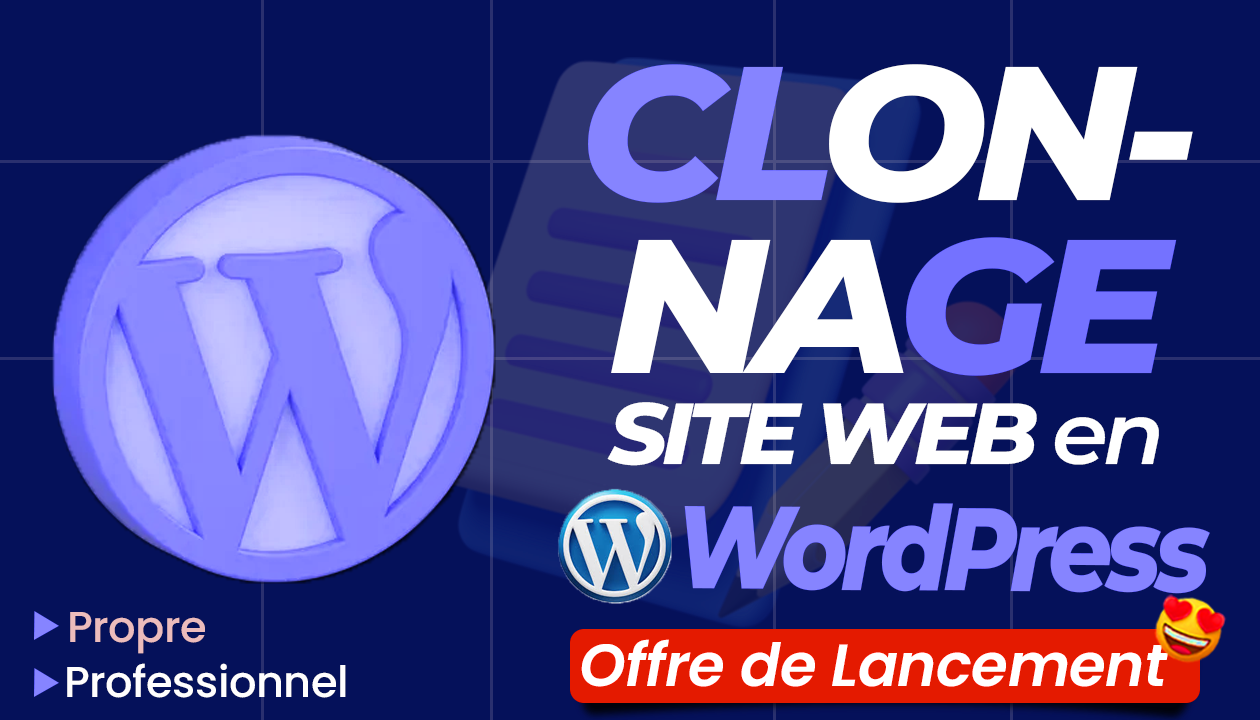 CLON-
NAGE
SITE WEB en
WordPress
Propre
Professionnel
Offre de Lancement